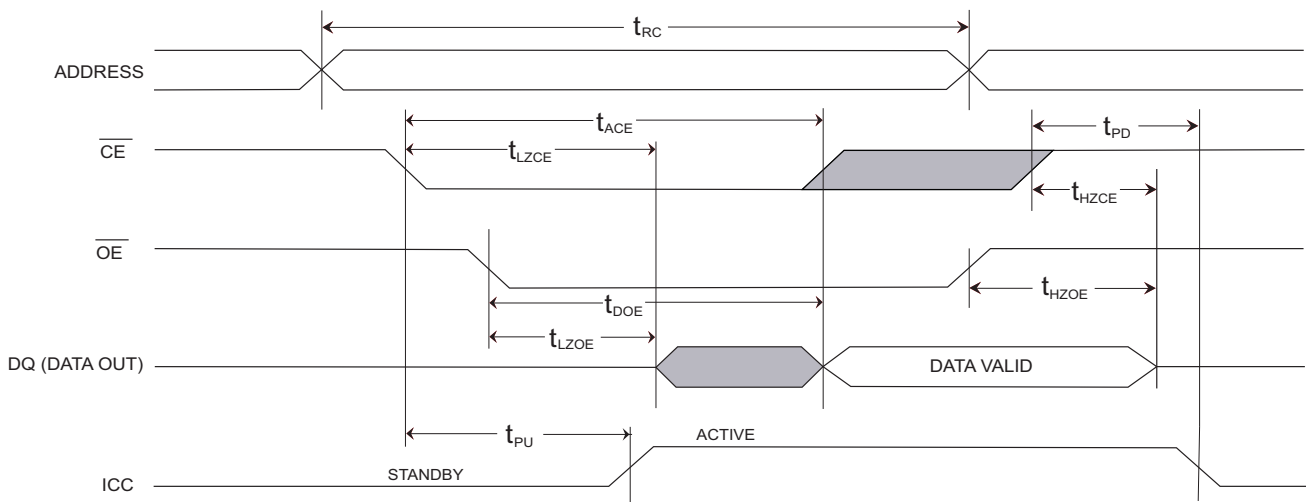 tRC
ADDRESS
tACE
tPD
CE
tLZCE
tHZCE
OE
tHZOE
tDOE
tLZOE
DQ (DATA OUT)
DATA VALID
tPU
ACTIVE
STANDBY
ICC